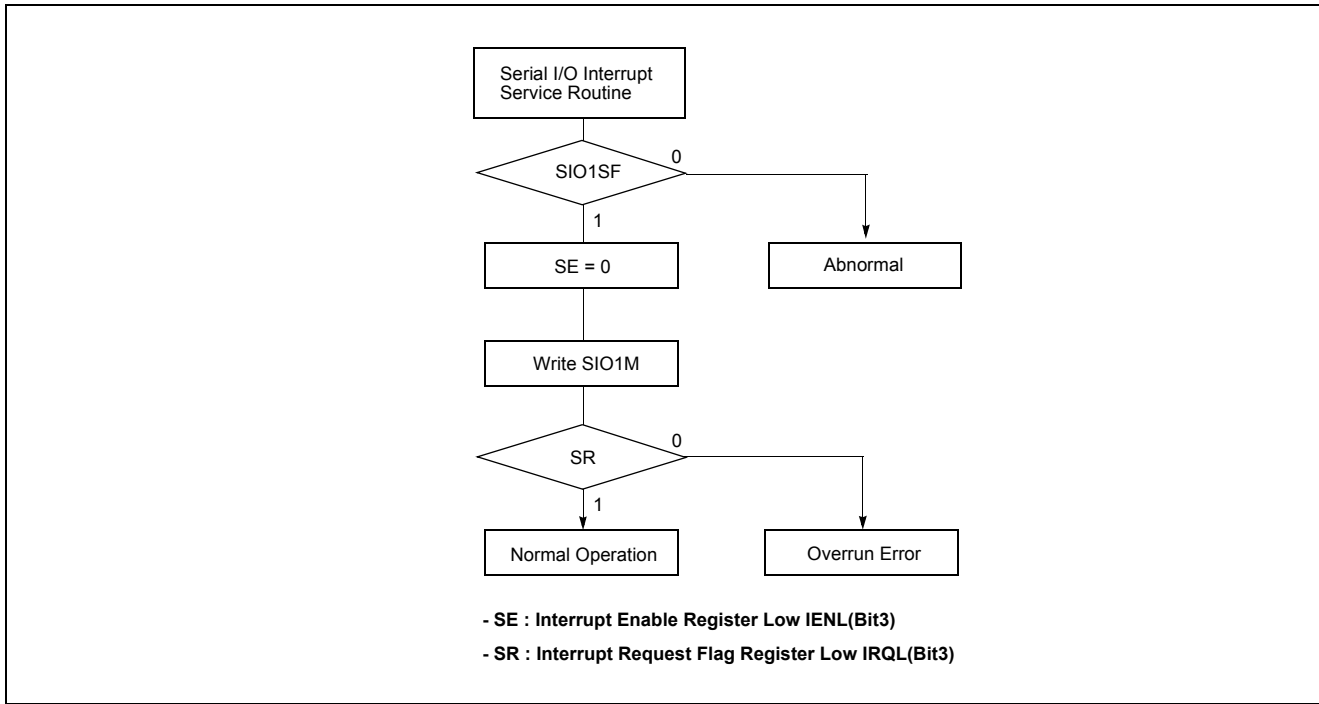 Serial I/O Interrupt
Service Routine
SIO1SF
0
1
SE = 0
Abnormal
Write SIO1M
SR
0
1
Normal Operation
Overrun Error
- SE : Interrupt Enable Register Low IENL(Bit3)
- SR : Interrupt Request Flag Register Low IRQL(Bit3)